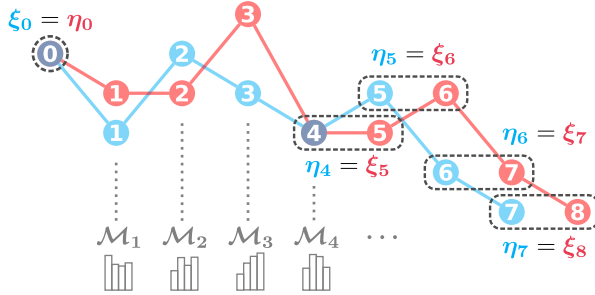 ξ₀ = η₀
3
0
2
η₅ = ξ₆
1
2
3
5
6
1
4
5
η₆ = ξ₇
η₄ = ξ₅
6
7
7
8
ℳ₁ ℳ₂ ℳ₃ ℳ₄ ...
η₇ = ξ₈